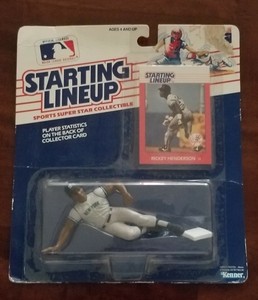 AGES 4 AND UP
STARTING
LINEUP
SPORTS SUPER STAR COLLECTIBLE
PLAYER STATISTICS
ON THE BACK OF
COLLECTOR CARD
STARTING
LINEUP
RICKEY HENDERSON
Kenner